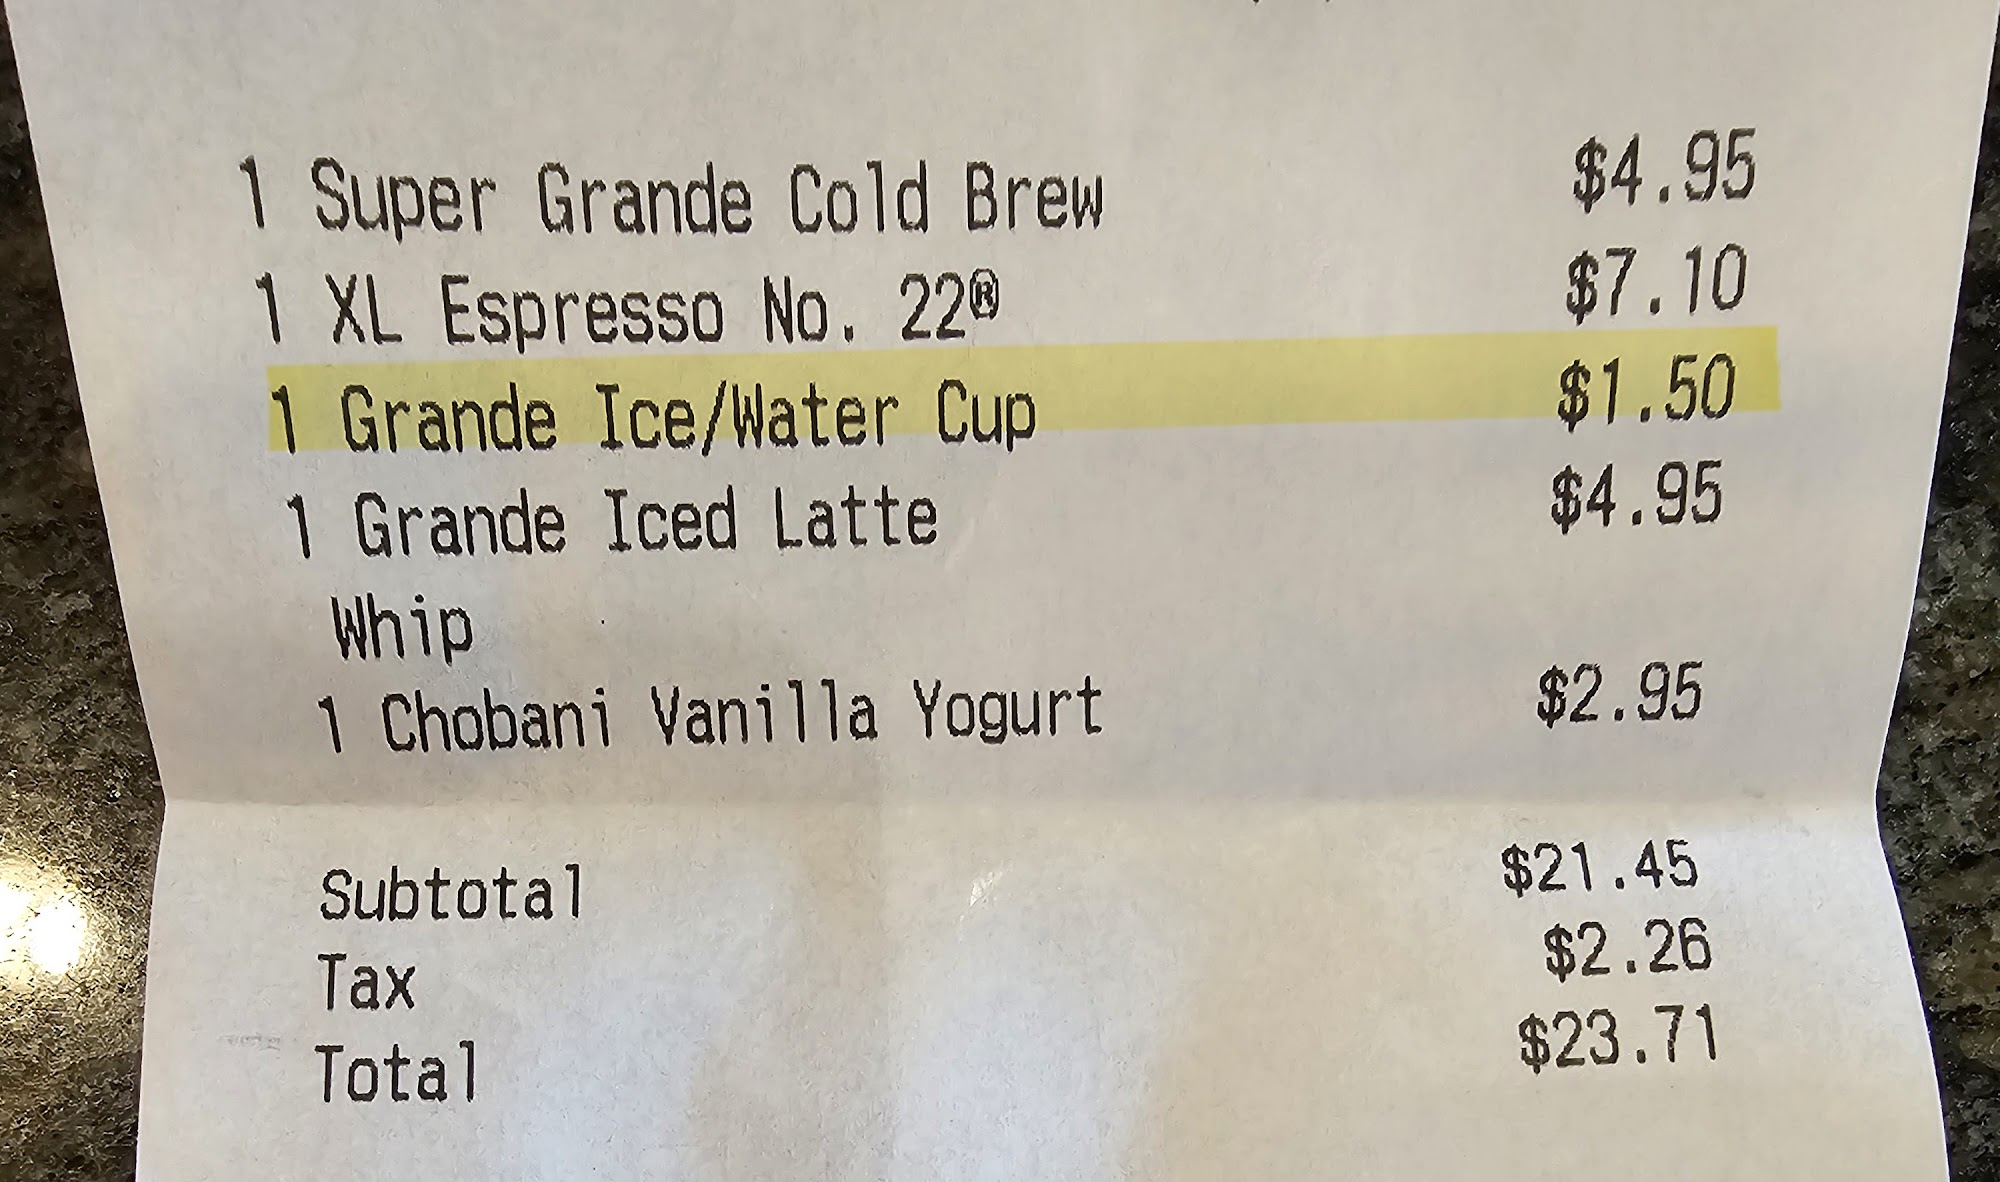 1 Super Grande Cold Brew $4.95
1 XL Espresso No. 22® $7.10
1 Grande Ice/Water Cup $1.50
1 Grande Iced Latte $4.95
Whip
1 Chobani Vanilla Yogurt $2.95
Subtotal $21.45
Tax $2.26
Total $23.71